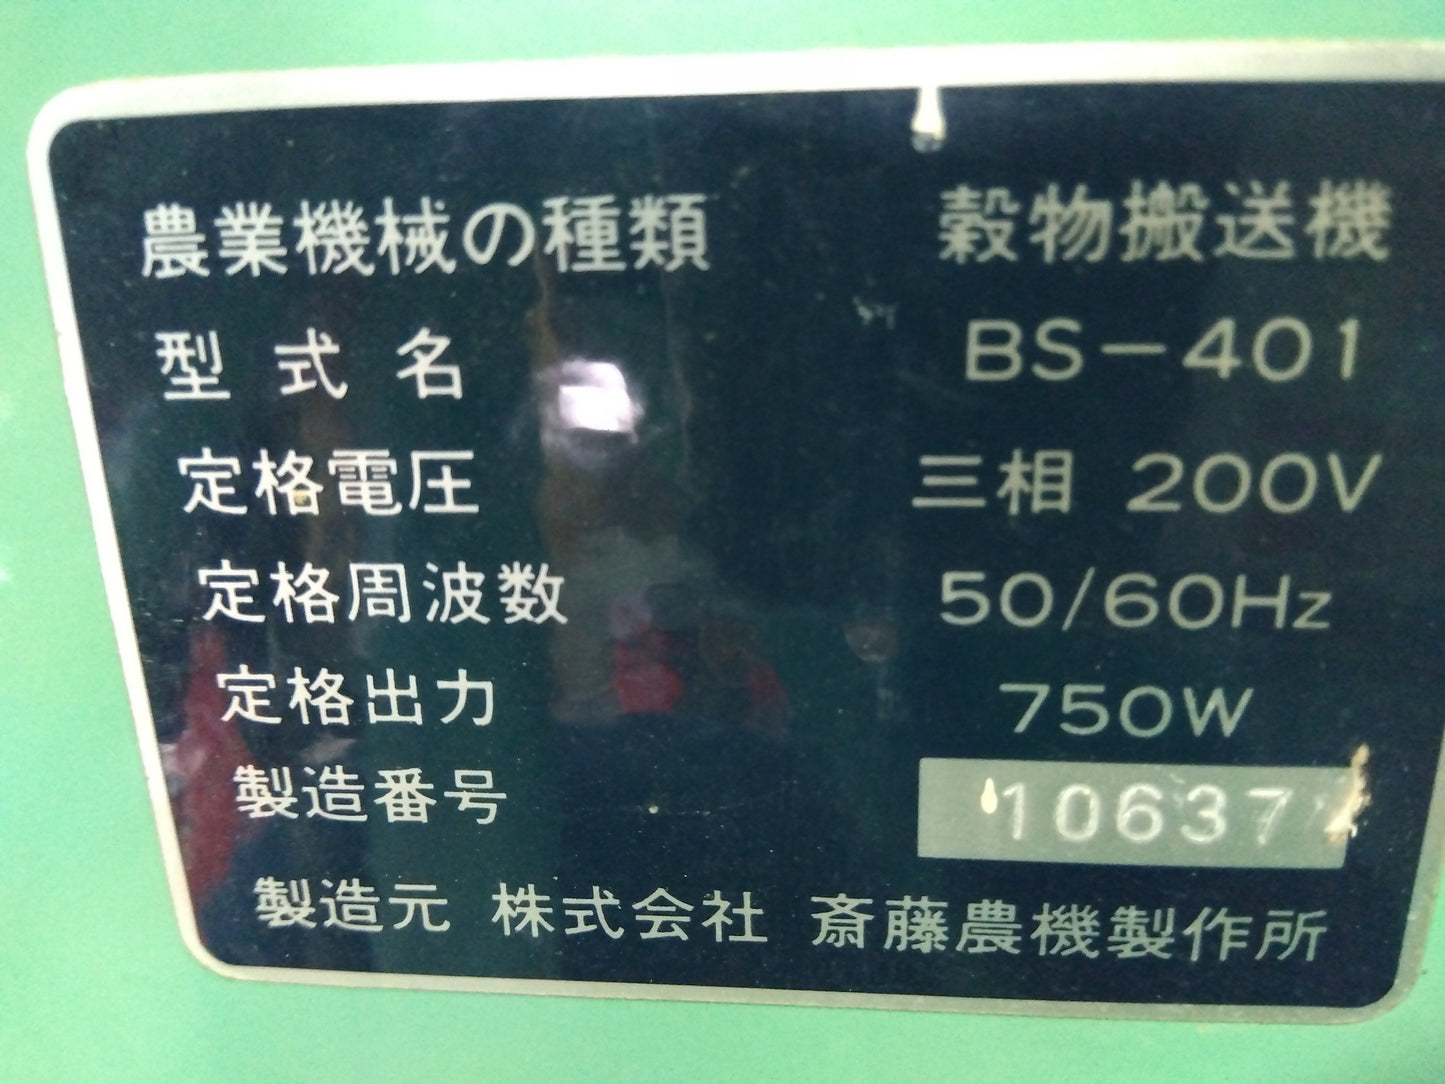 農業機械の種類 穀物搬送機
型式名 BS-401
定格電圧 三相 200V
定格周波数 50/60Hz
定格出力 750W
製造番号 10637
製造元 株式会社 斎藤農機製作所